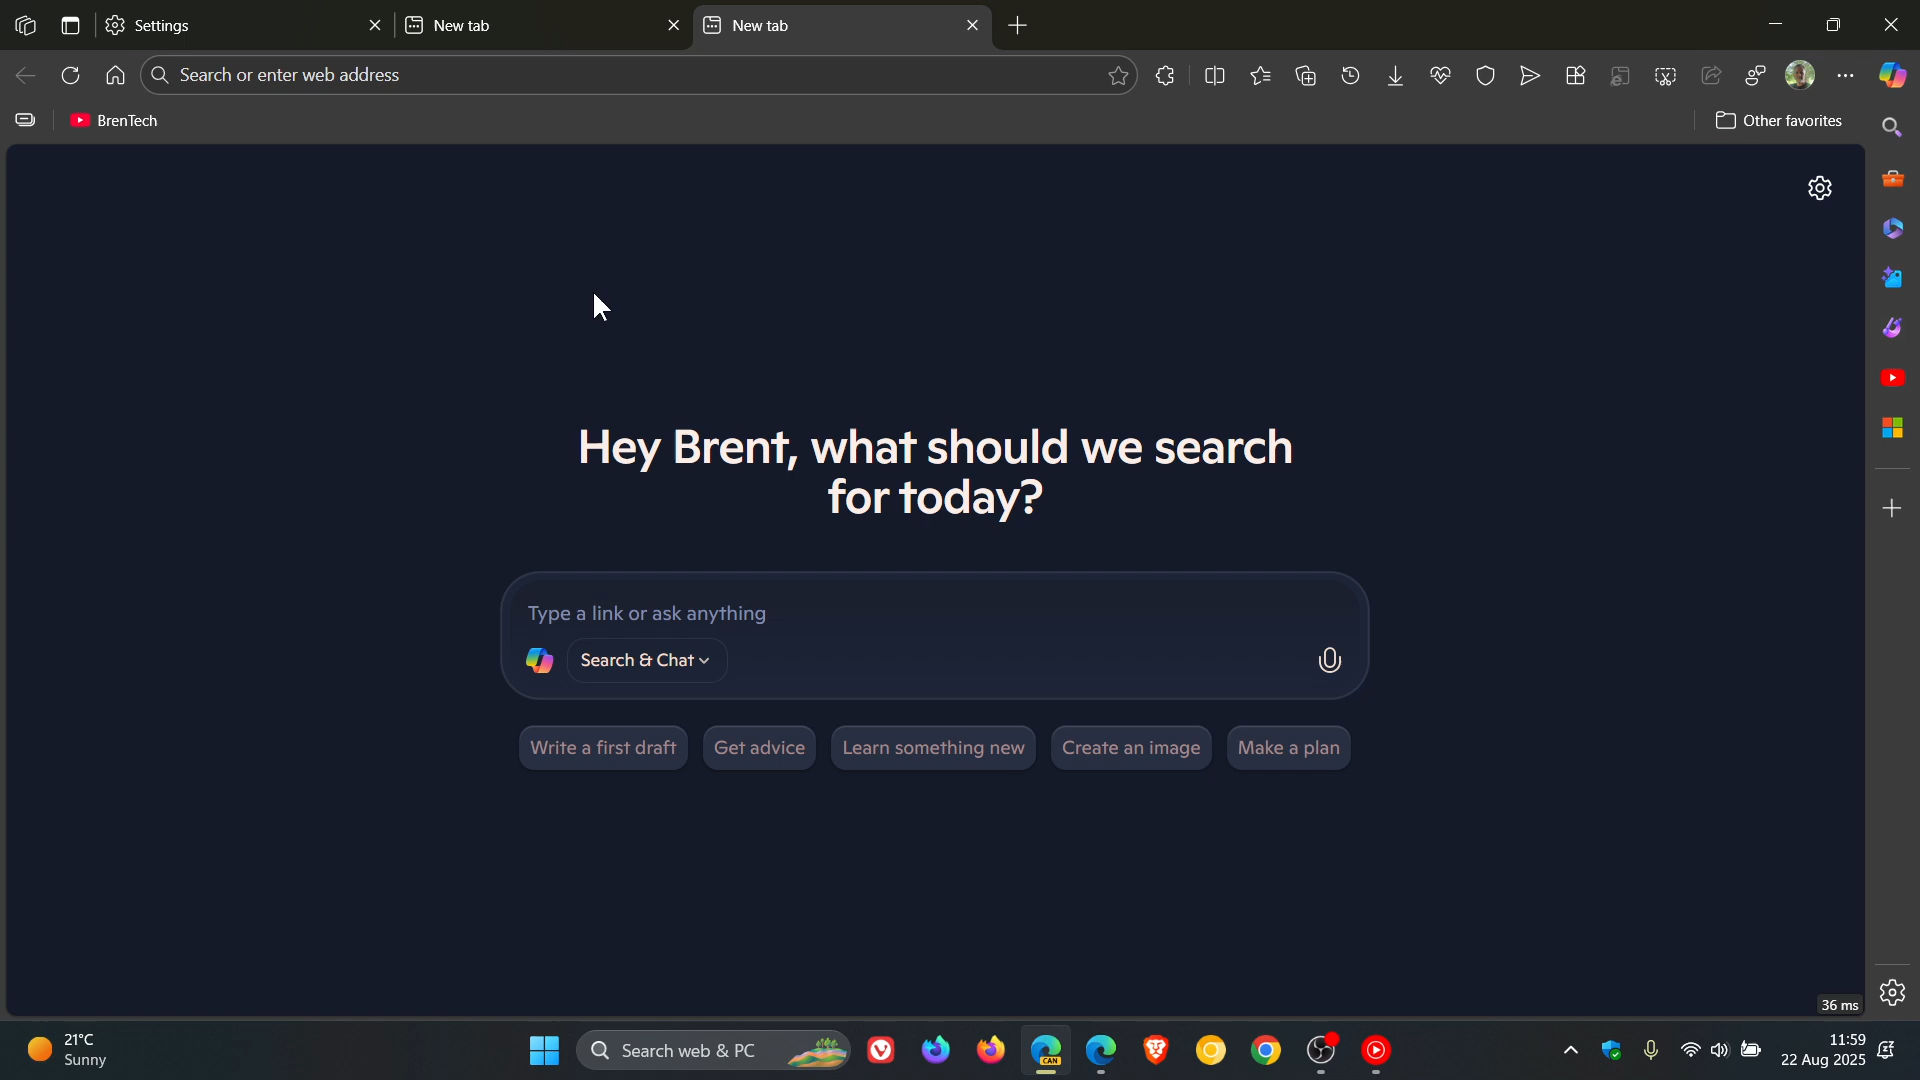 Settings
New tab
New tab
Search or enter web address
BrenTech
Other favorites
Hey Brent, what should we search
for today?
Type a link or ask anything
Search & Chat
Write a first draft
Get advice
Learn something new
Create an image
Make a plan
36 ms
21°C
Sunny
Search web & PC
CAN
11:59
22 Aug 2025